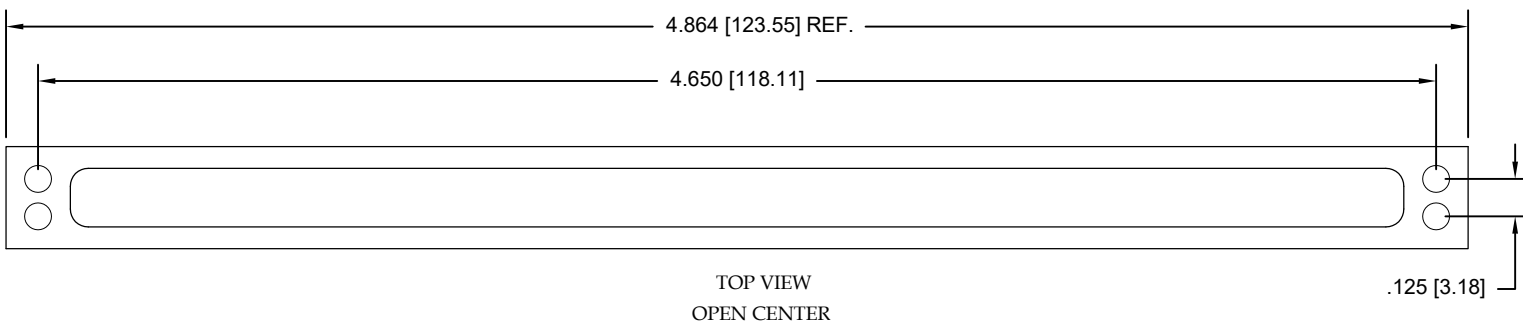 4.864 [123.55] REF.
4.650 [118.11]
.125 [3.18]
TOP VIEW
OPEN CENTER